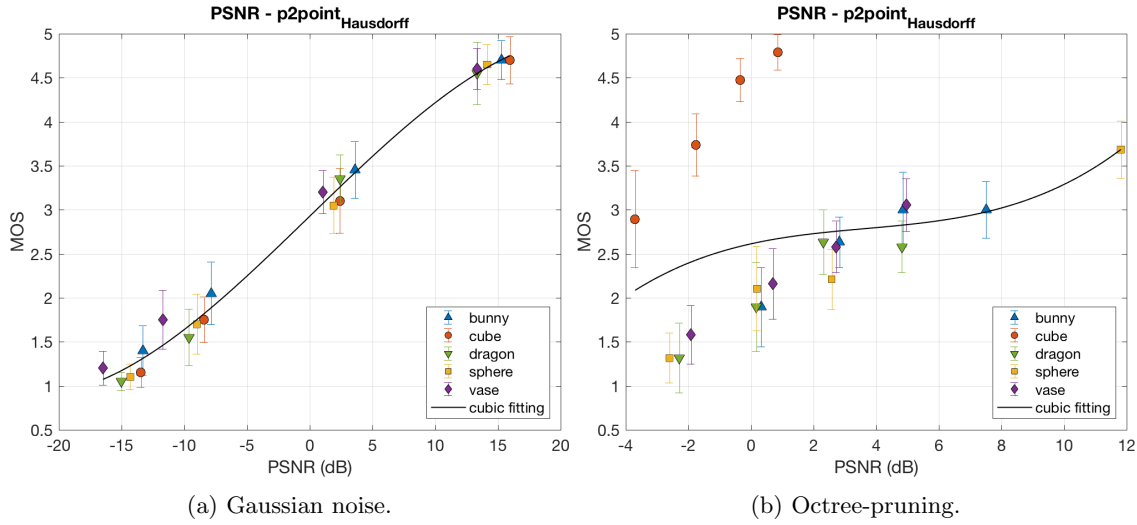 PSNR - p2point_Hausdorff
MOS
5
4.5
4
3.5
3
2.5
2
1.5
1
0.5
-20
-15
-10
-5
0
5
10
15
20
PSNR (dB)
bunny
cube
dragon
sphere
vase
cubic fitting
(a) Gaussian noise.
PSNR - p2point_Hausdorff
MOS
5
4.5
4
3.5
3
2.5
2
1.5
1
0.5
-4
-2
0
2
4
6
8
10
12
PSNR (dB)
bunny
cube
dragon
sphere
vase
cubic fitting
(b) Octree-pruning.